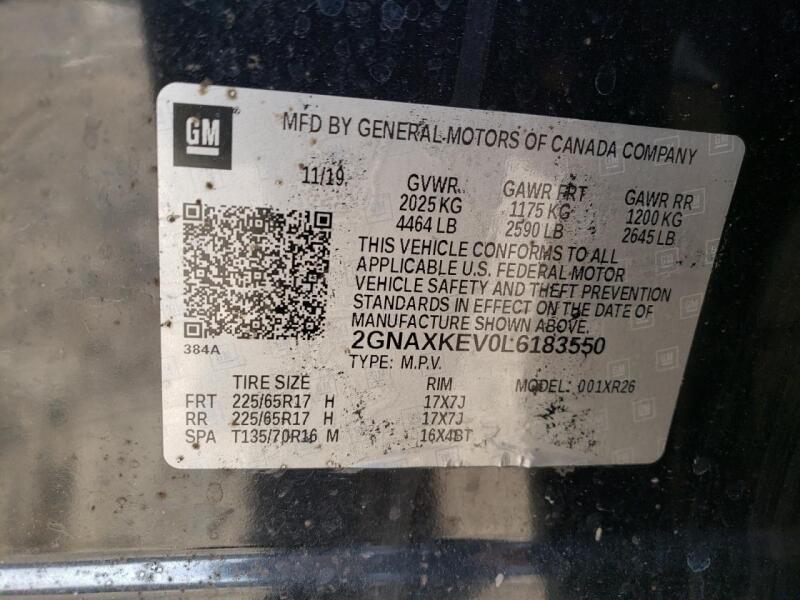 GM
MFD BY GENERAL MOTORS OF CANADA COMPANY
11/19 GVWR GAWR FRT GAWR RR
2025 KG 1175 KG 1200 KG
4464 LB 2590 LB 2645 LB
THIS VEHICLE CONFORMS TO ALL
APPLICABLE U.S. FEDERAL MOTOR
VEHICLE SAFETY AND THEFT PREVENTION
STANDARDS IN EFFECT ON THE DATE OF
MANUFACTURE SHOWN ABOVE.
384A 2GNAXKEV0L6183550
TYPE: M.P.V.
TIRE SIZE RIM MODEL: 001XR26
FRT 225/65R17 H 17X7J
RR 225/65R17 H 17X7J
SPA T135/70R16 M 16X4BT